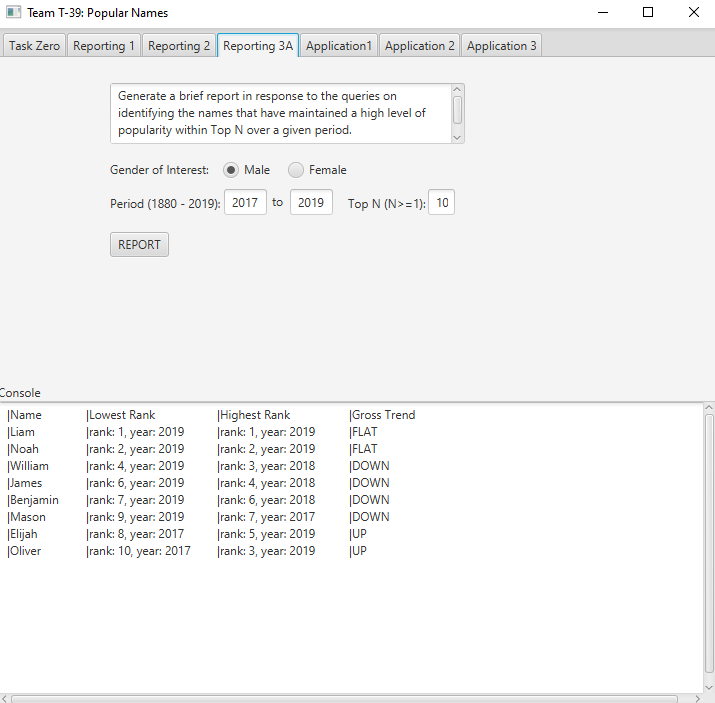 Team T-39: Popular Names
Task Zero Reporting 1 Reporting 2 Reporting 3A Application1 Application 2 Application 3
Generate a brief report in response to the queries on
identifying the names that have maintained a high level of
popularity within Top N over a given period.
Gender of Interest: Male Female
Period (1880 - 2019): 2017 to 2019 Top N (N>=1): 10
REPORT
Console
|Name |Lowest Rank |Highest Rank |Gross Trend
|Liam |rank: 1, year: 2019 |rank: 1, year: 2019 |FLAT
|Noah |rank: 2, year: 2019 |rank: 2, year: 2019 |FLAT
|William |rank: 4, year: 2019 |rank: 3, year: 2018 |DOWN
|James |rank: 6, year: 2019 |rank: 4, year: 2018 |DOWN
|Benjamin |rank: 7, year: 2019 |rank: 6, year: 2018 |DOWN
|Mason |rank: 9, year: 2019 |rank: 7, year: 2017 |DOWN
|Elijah |rank: 8, year: 2017 |rank: 5, year: 2019 |UP
|Oliver |rank: 10, year: 2017 |rank: 3, year: 2019 |UP